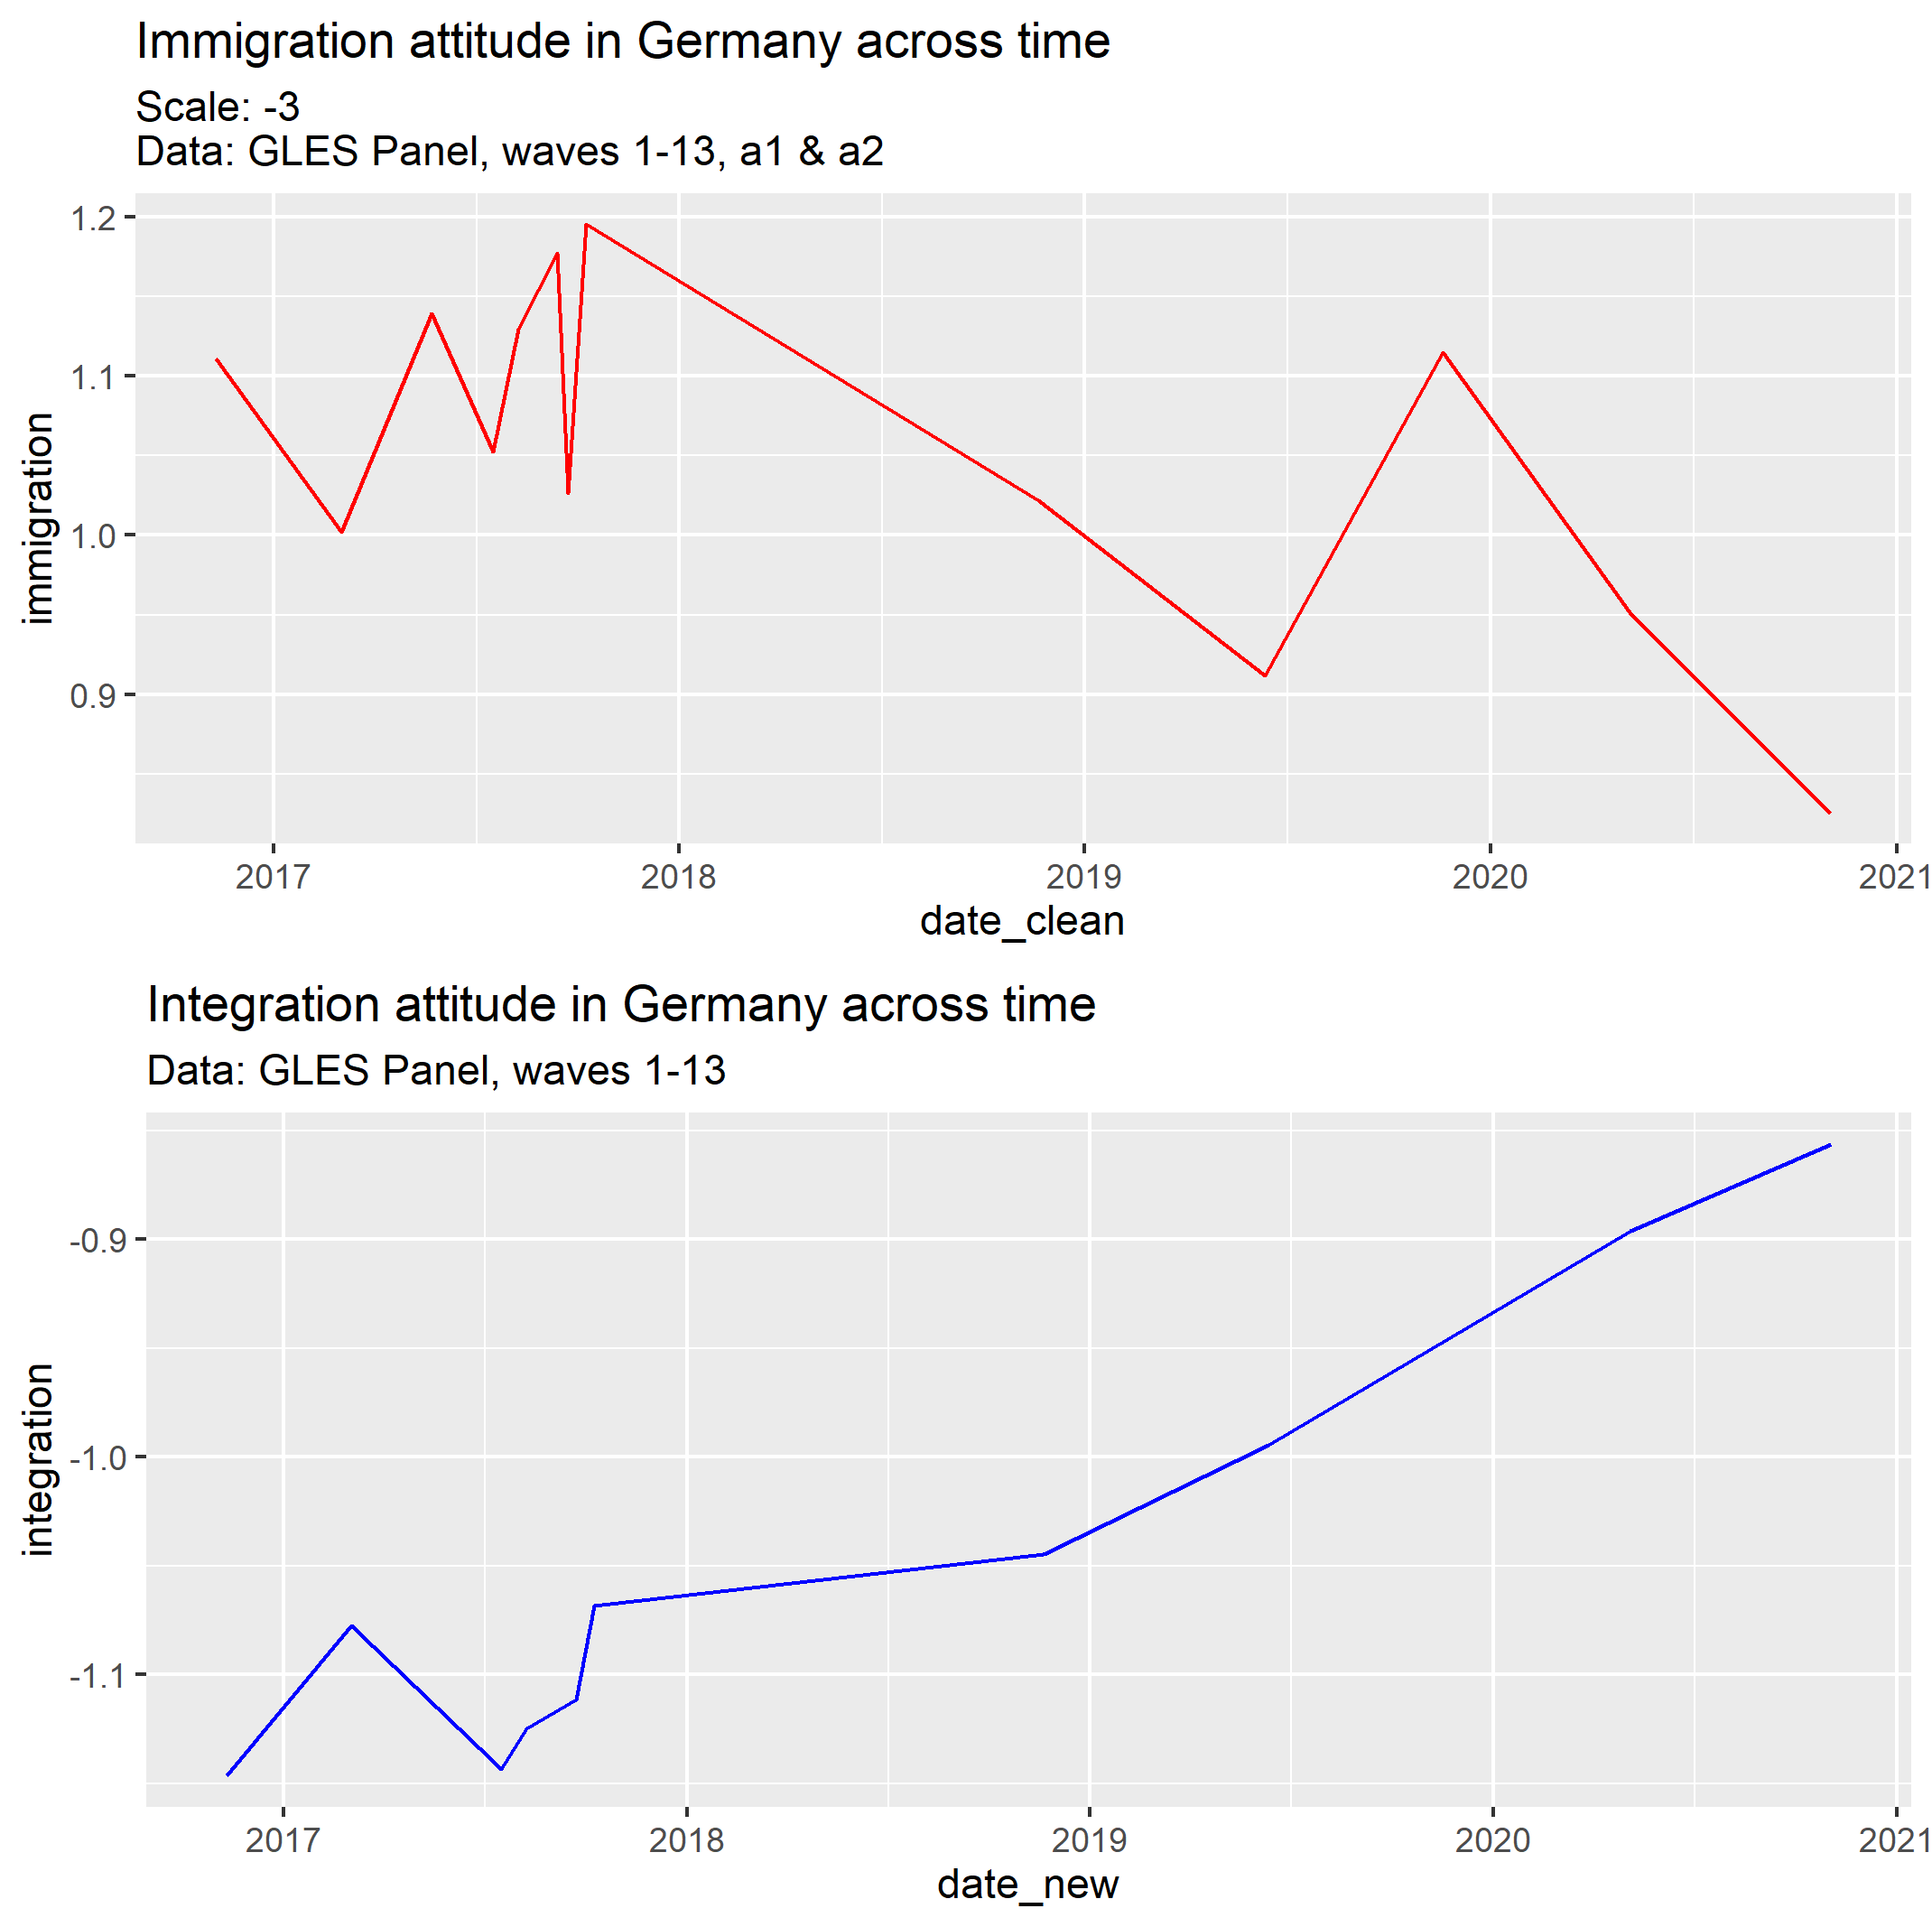 Immigration attitude in Germany across time
Scale: -3
Data: GLES Panel, waves 1-13, a1 & a2
1.2
1.1
1.0
0.9
immigration
2017 2018 2019 2020 2021
date_clean
Integration attitude in Germany across time
Data: GLES Panel, waves 1-13
-0.9
-1.0
-1.1
integration
2017 2018 2019 2020 2021
date_new